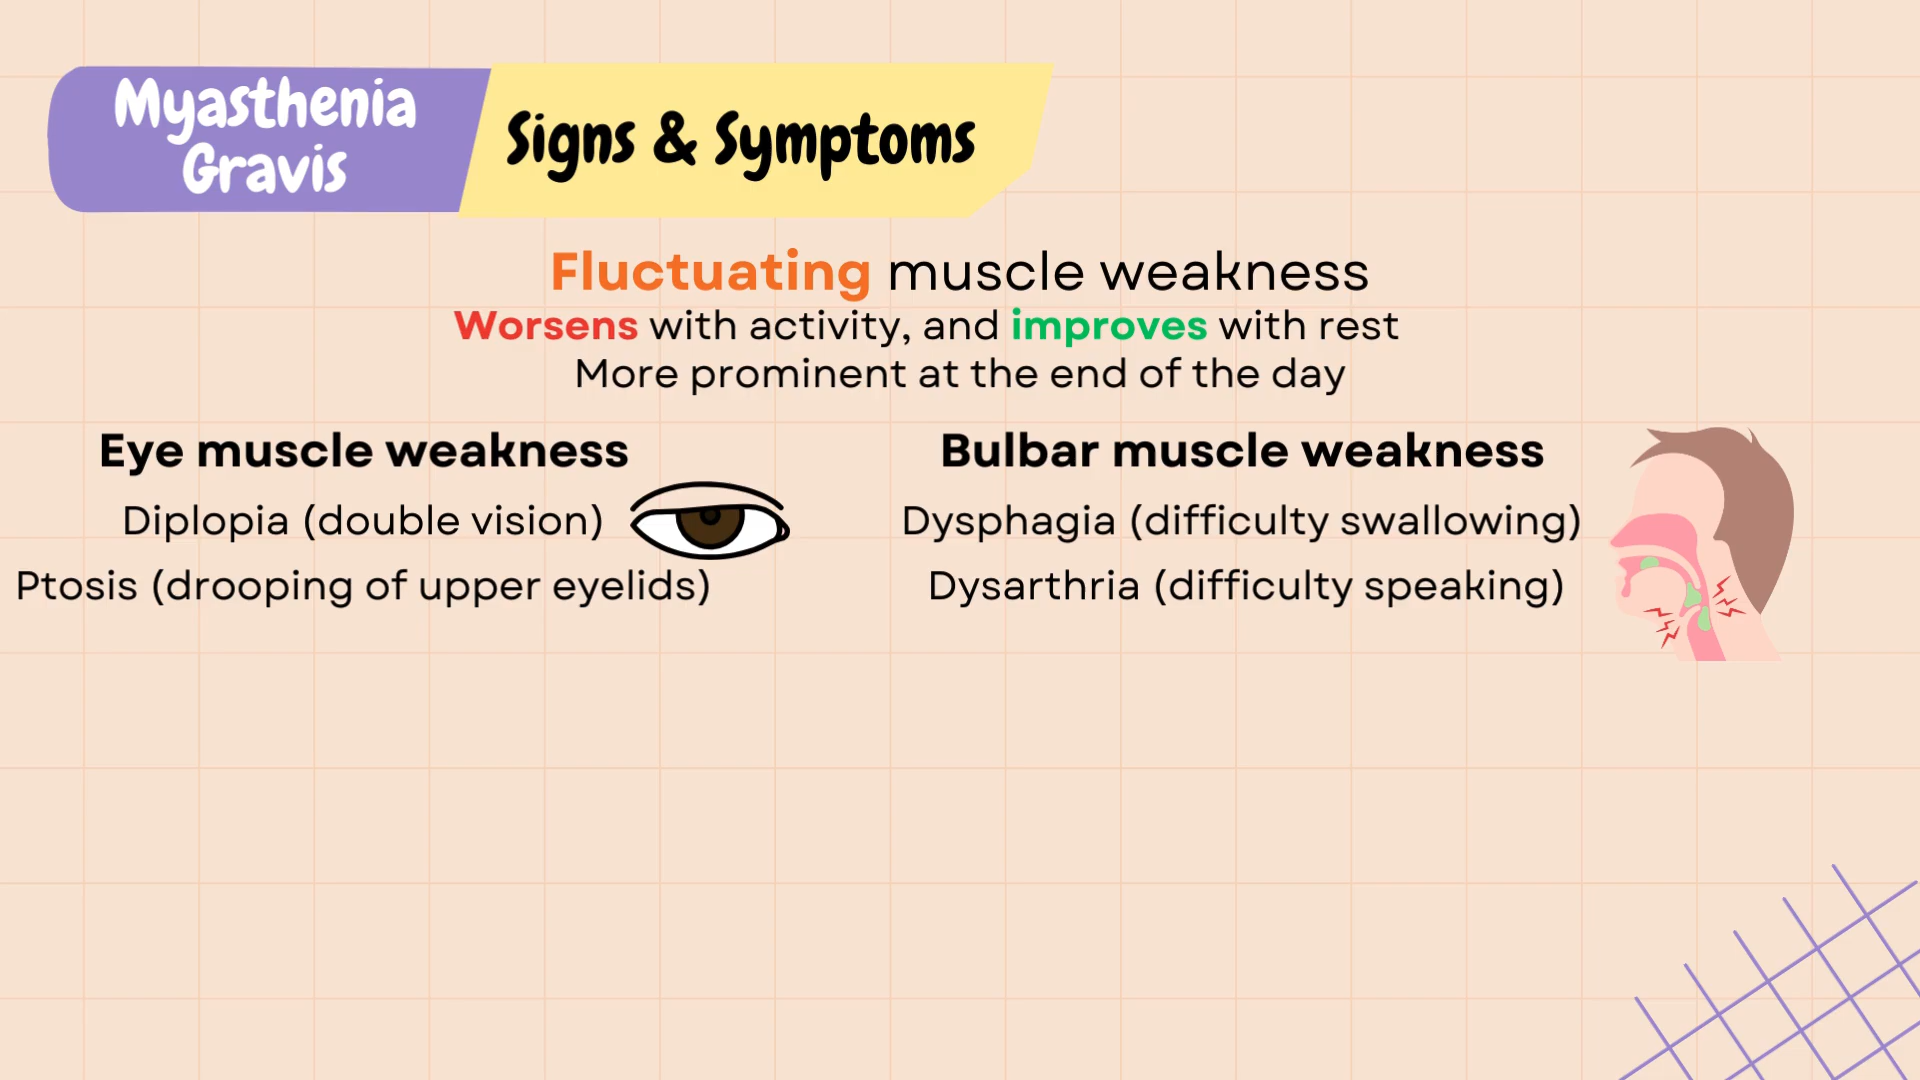 Myasthenia
Gravis
Signs & Symptoms
Fluctuating muscle weakness
Worsens with activity, and improves with rest
More prominent at the end of the day
Eye muscle weakness
Diplopia (double vision)
Ptosis (drooping of upper eyelids)
Bulbar muscle weakness
Dysphagia (difficulty swallowing)
Dysarthria (difficulty speaking)